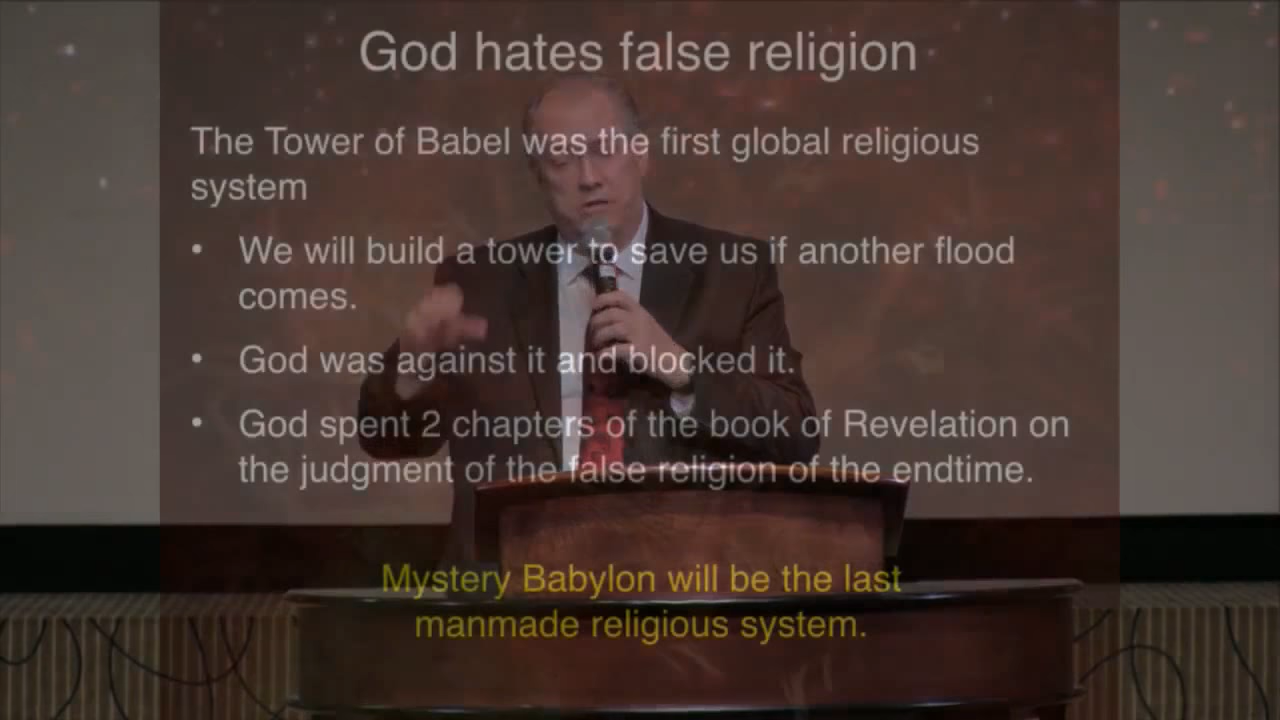 God hates false religion
The Tower of Babel was the first global religious
system
• We will build a tower to save us if another flood
comes.
• God was against it and blocked it.
• God spent 2 chapters of the book of Revelation on
the judgment of the false religion of the endtime.
Mystery Babylon will be the last
manmade religious system.